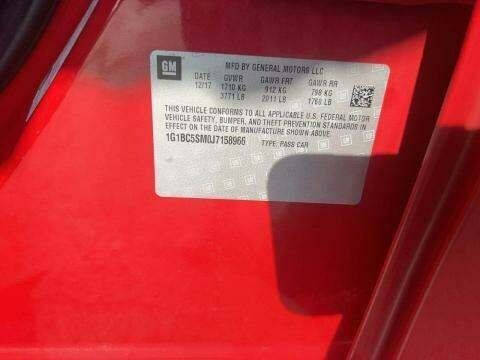 GM
MFD BY GENERAL MOTORS LLC
DATE GVWR GAWR FRT GAWR RR
12/17 1710 KG 912 KG 798 KG
3771 LB 2011 LB 1760 LB
THIS VEHICLE CONFORMS TO ALL APPLICABLE U.S. FEDERAL MOTOR
VEHICLE SAFETY, BUMPER, AND THEFT PREVENTION STANDARDS IN
EFFECT ON THE DATE OF MANUFACTURE SHOWN ABOVE.
1G1BC5SM0J7158966 TYPE: PASS CAR